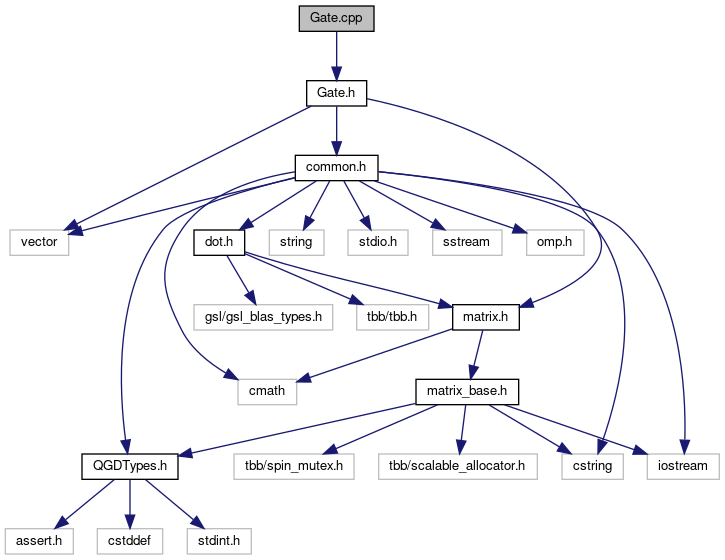 Gate.cpp
Gate.h
common.h
vector
dot.h
string
stdio.h
sstream
omp.h
gsl/gsl_blas_types.h
tbb/tbb.h
matrix.h
cmath
matrix_base.h
QGDTypes.h
tbb/spin_mutex.h
tbb/scalable_allocator.h
cstring
iostream
assert.h
cstddef
stdint.h